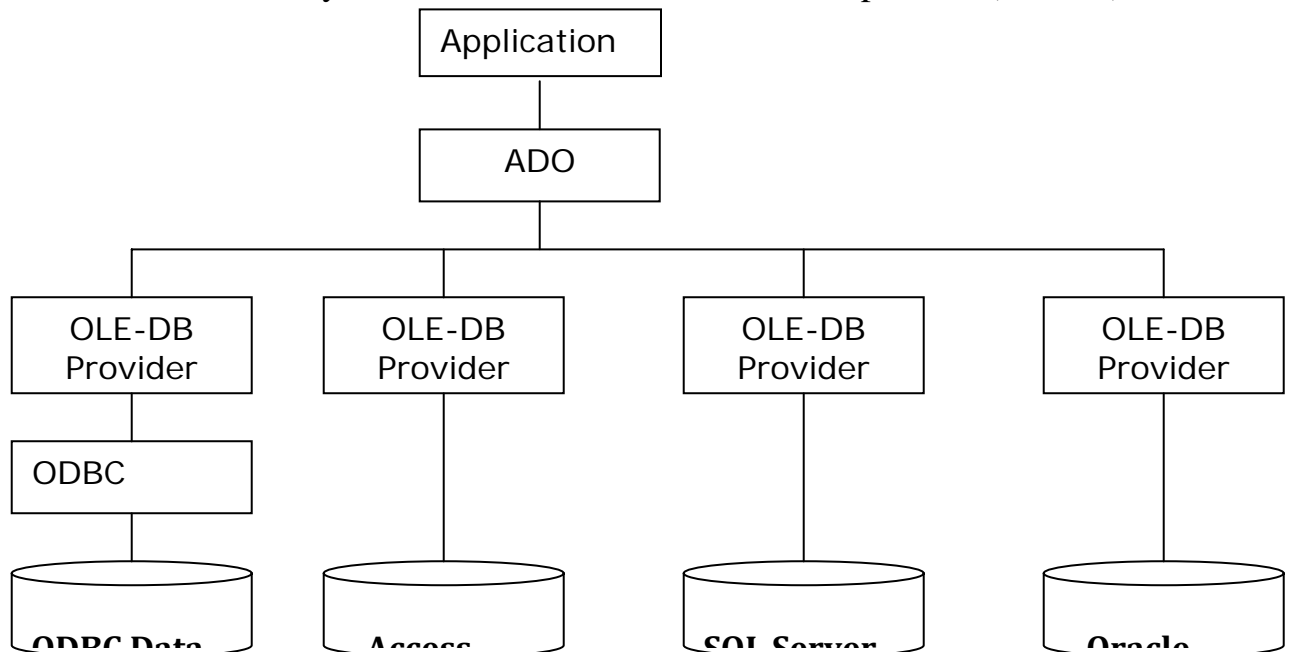 Application
ADO
OLE-DB
Provider
OLE-DB
Provider
OLE-DB
Provider
OLE-DB
Provider
ODBC
ODBC Data
Access
SQL Server
Oracle